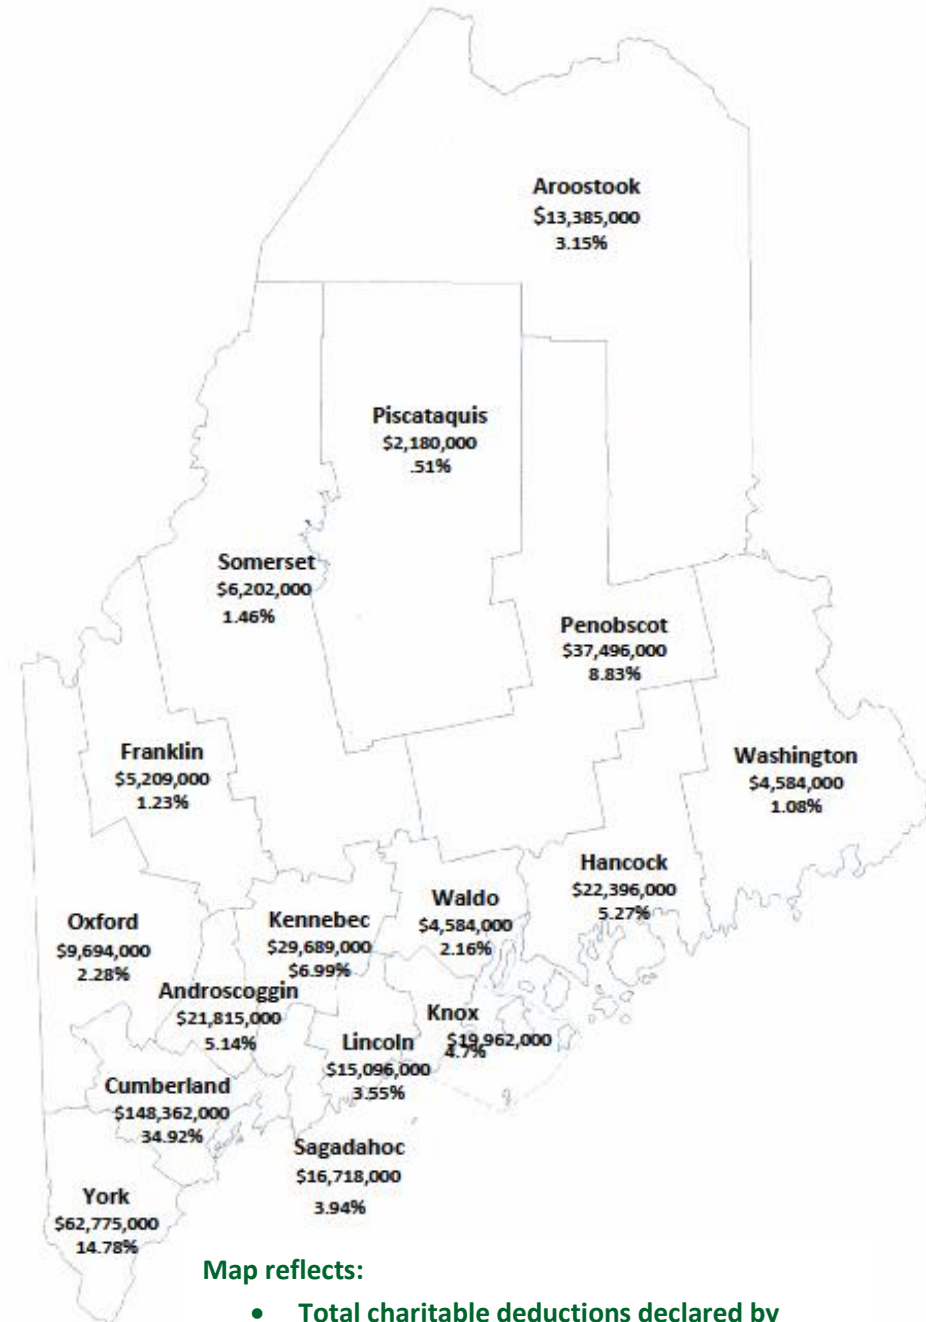 Aroostook
$13,385,000
3.15%
Piscataquis
$2,180,000
.51%
Somerset
$6,202,000
1.46%
Penobscot
$37,496,000
8.83%
Franklin
$5,209,000
1.23%
Washington
$4,584,000
1.08%
Hancock
$22,396,000
5.27%
Waldo
$4,584,000
2.16%
Kennebec
$29,689,000
$6.99%
Oxford
$9,694,000
2.28%
Androscoggin
$21,815,000
5.14%
Knox
$19,962,000
4.7%
Lincoln
$15,096,000
3.55%
Cumberland
$148,362,000
34.92%
Sagadahoc
$16,718,000
3.94%
York
$62,775,000
14.78%
Map reflects:
• Total charitable deductions declared by